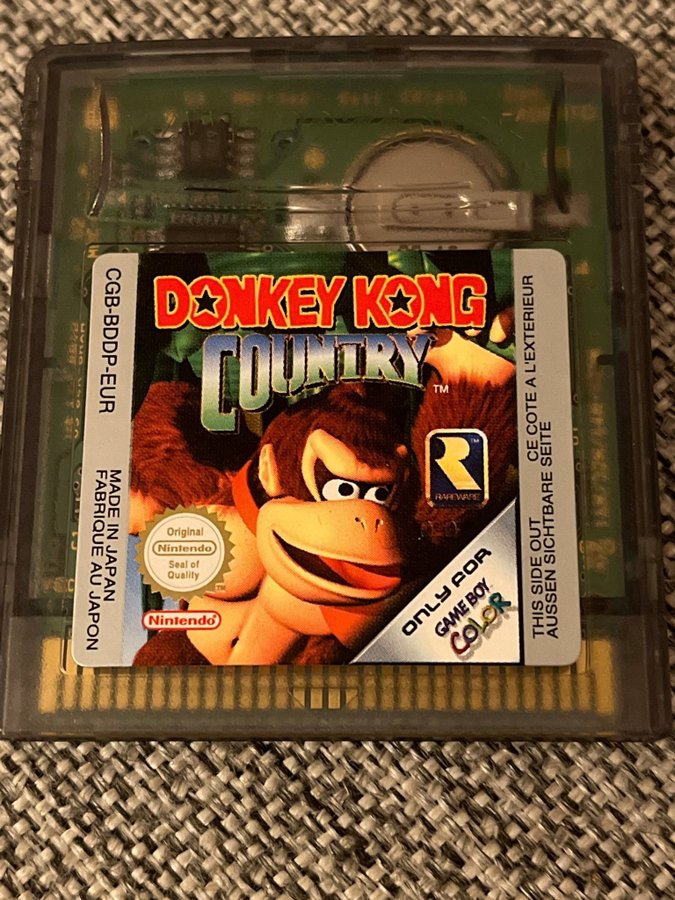 DONKEY KONG
COUNTRY
TM
RAREWARE
CGB-BDDP-EUR
MADE IN JAPAN
FABRIQUE AU JAPON
Original
Nintendo
Seal of
Quality
TM
Nintendo
ONLY FOR
GAME BOY
COLOR
THIS SIDE OUT
CE COTE A L'EXTERIEUR
AUSSEN SICHTBARE SEITE